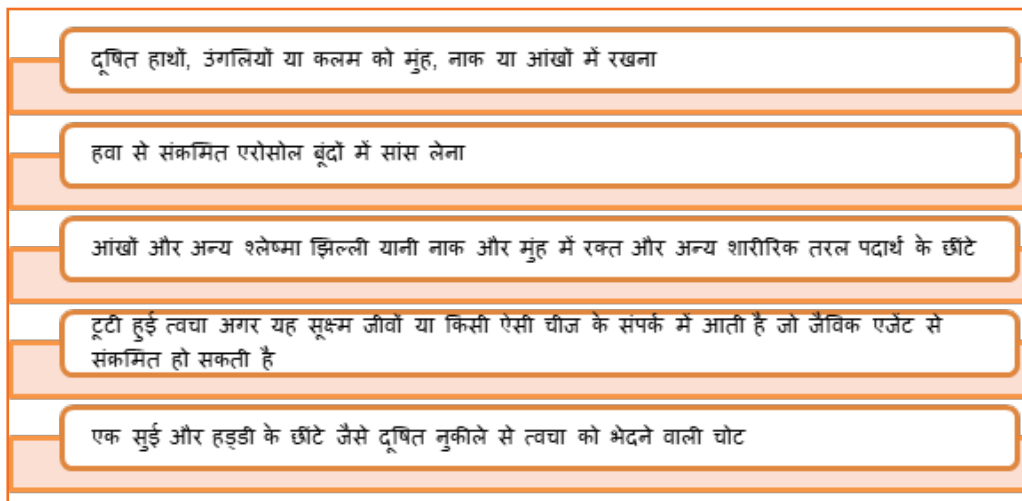 दूषित हाथों, उंगलियों या कलम को मुंह, नाक या आंखों में रखना
हवा से संक्रमित एरोसोल बूंदों में सांस लेना
आंखों और अन्य श्लेष्मा झिल्ली यानी नाक और मुंह में रक्त और अन्य शारीरिक तरल पदार्थ के छींटे
टूटी हुई त्वचा अगर यह सूक्ष्म जीवों या किसी ऐसी चीज के संपर्क में आती है जो जैविक एजेंट से
संक्रमित हो सकती है
एक सुई और हड्डी के छींटे जैसे दूषित नुकीले से त्वचा को भेदने वाली चोट